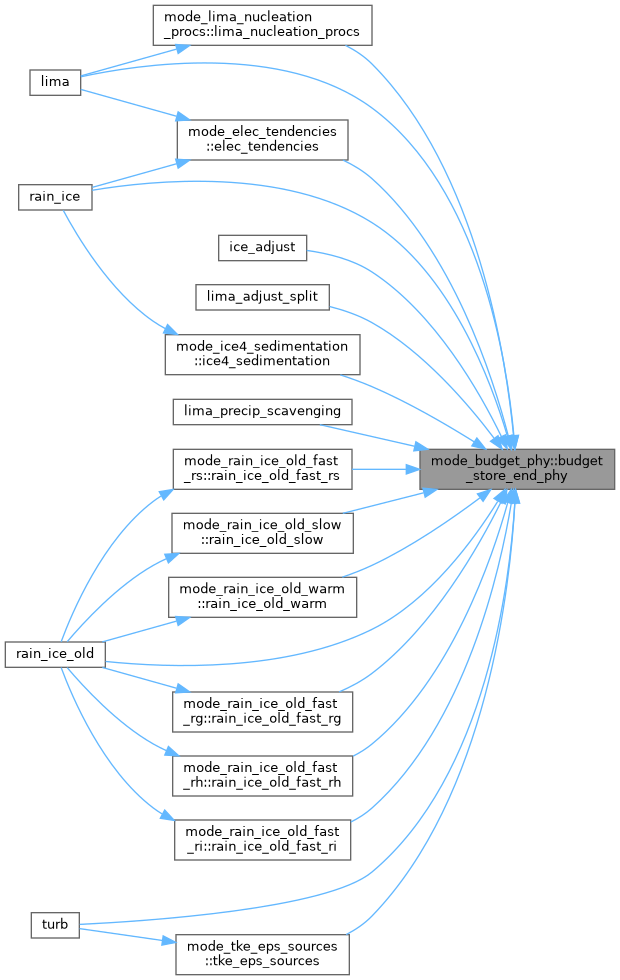 mode_lima_nucleation
_procs::lima_nucleation_procs
lima
mode_elec_tendencies
::elec_tendencies
rain_ice
ice_adjust
lima_adjust_split
mode_ice4_sedimentation
::ice4_sedimentation
lima_precip_scavenging
mode_budget_phy::budget
_store_end_phy
mode_rain_ice_old_fast
_rs::rain_ice_old_fast_rs
mode_rain_ice_old_slow
::rain_ice_old_slow
mode_rain_ice_old_warm
::rain_ice_old_warm
rain_ice_old
mode_rain_ice_old_fast
_rg::rain_ice_old_fast_rg
mode_rain_ice_old_fast
_rh::rain_ice_old_fast_rh
mode_rain_ice_old_fast
_ri::rain_ice_old_fast_ri
turb
mode_tke_eps_sources
::tke_eps_sources